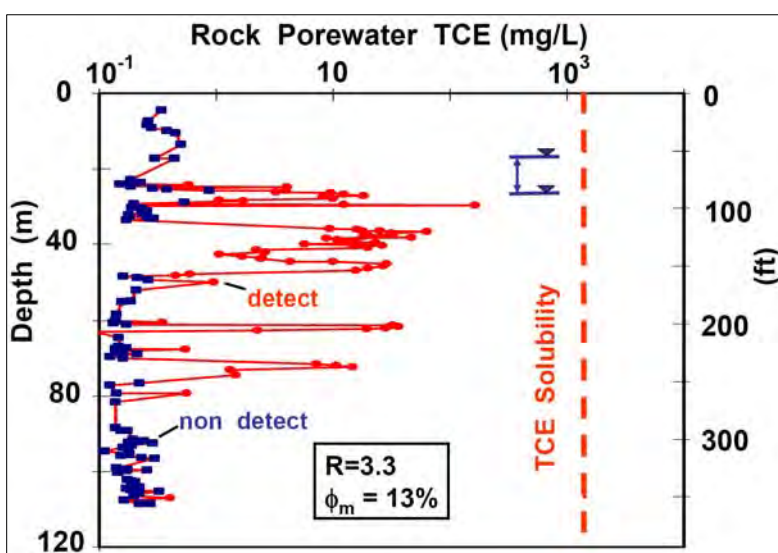 Rock Porewater TCE (mg/L)
10-1 10 103
0 0
100
40
detect
200
80
non detect
300
R=3.3
ϕm = 13%
120
Depth (m)
(ft)
TCE Solubility